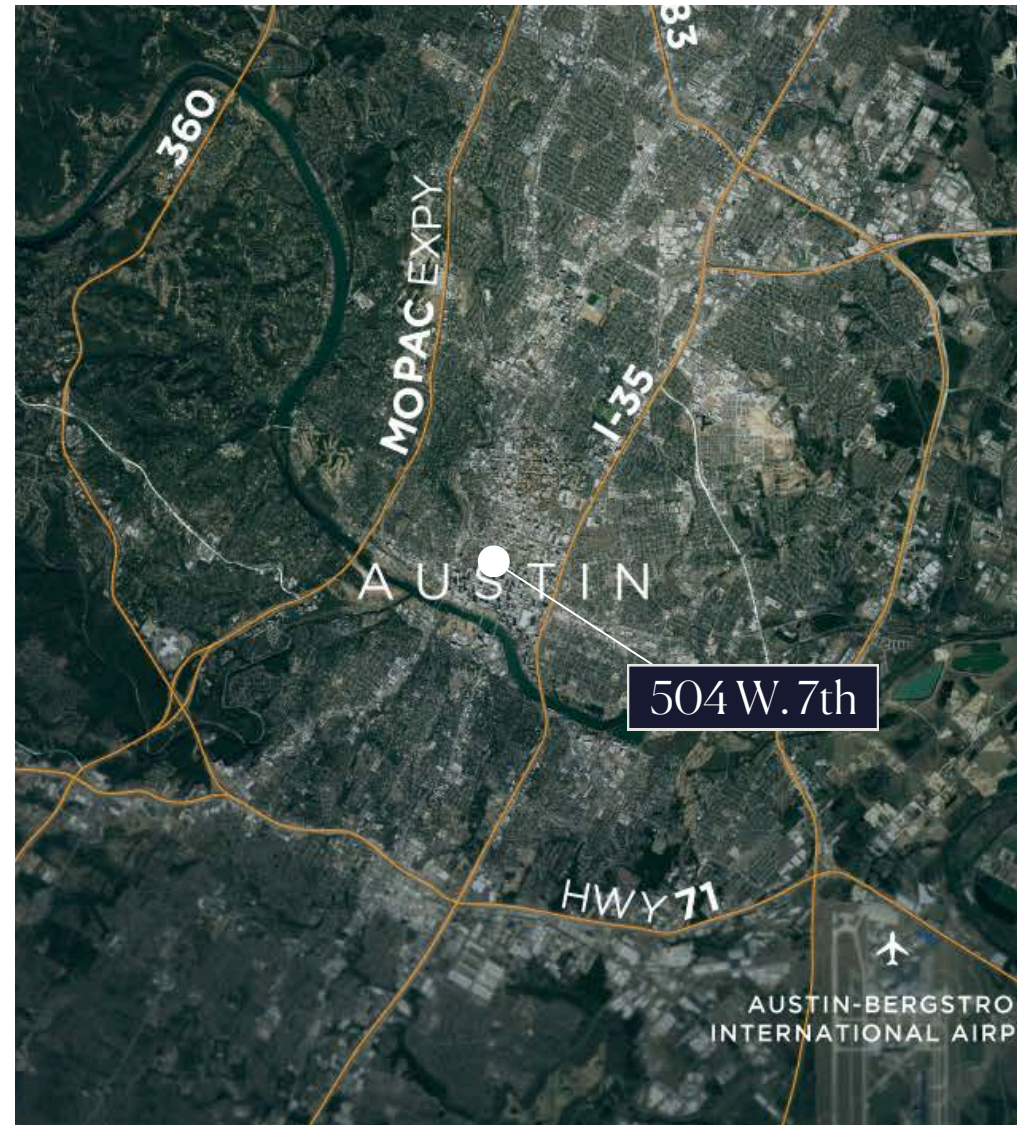 83
360
MOPAC EXPY
I-35
AUSTIN
504 W. 7th
HWY 71
AUSTIN-BERGSTRO
INTERNATIONAL AIRP